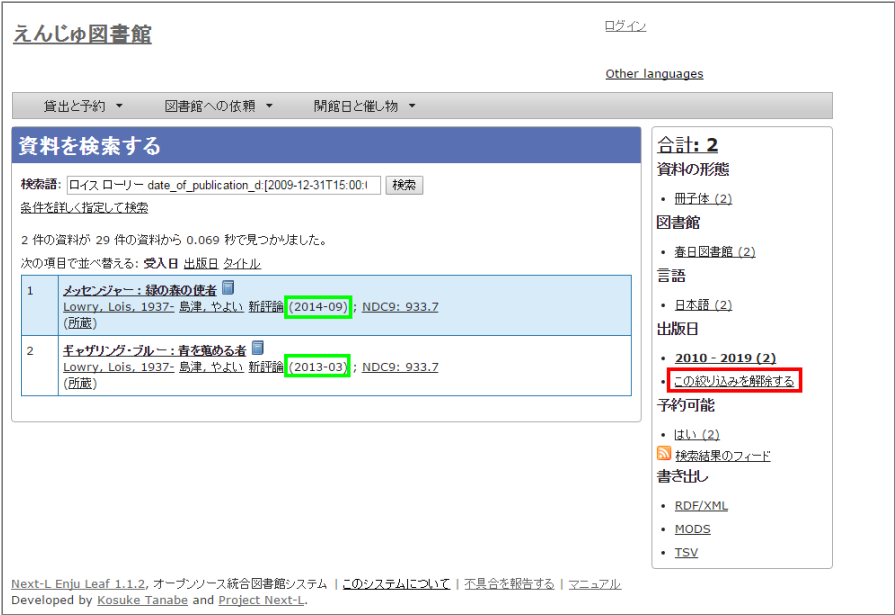 えんじゅ図書館
ログイン
Other languages
貸出と予約 ▼ 図書館への依頼 ▼ 開館日と催し物 ▼
資料を検索する
検索語: ロイス ローリー date_of_publication_d:[2009-12-31T15:00:( 検索
条件を詳しく指定して検索
2 件の資料が 29 件の資料から 0.069 秒で見つかりました。
次の項目で並べ替える: 受入日 出版日 タイトル
1 メッセンジャー : 緑の森の使者
Lowry, Lois, 1937- 島津, やよい 新評論 (2014-09) ; NDC9: 933.7
(所蔵)
2 ギャザリング・ブルー : 青を蒐める者
Lowry, Lois, 1937- 島津, やよい 新評論 (2013-03) ; NDC9: 933.7
(所蔵)
合計: 2
資料の形態
• 冊子体 (2)
図書館
• 春日図書館 (2)
言語
• 日本語 (2)
出版日
• 2010 - 2019 (2)
• この絞り込みを解除する
予約可能
• はい (2)
検索結果のフィード
書き出し
• RDF/XML
• MODS
• TSV
Next-L Enju Leaf 1.1.2, オープンソース統合図書館システム | このシステムについて | 不具合を報告する | マニュアル
Developed by Kosuke Tanabe and Project Next-L.